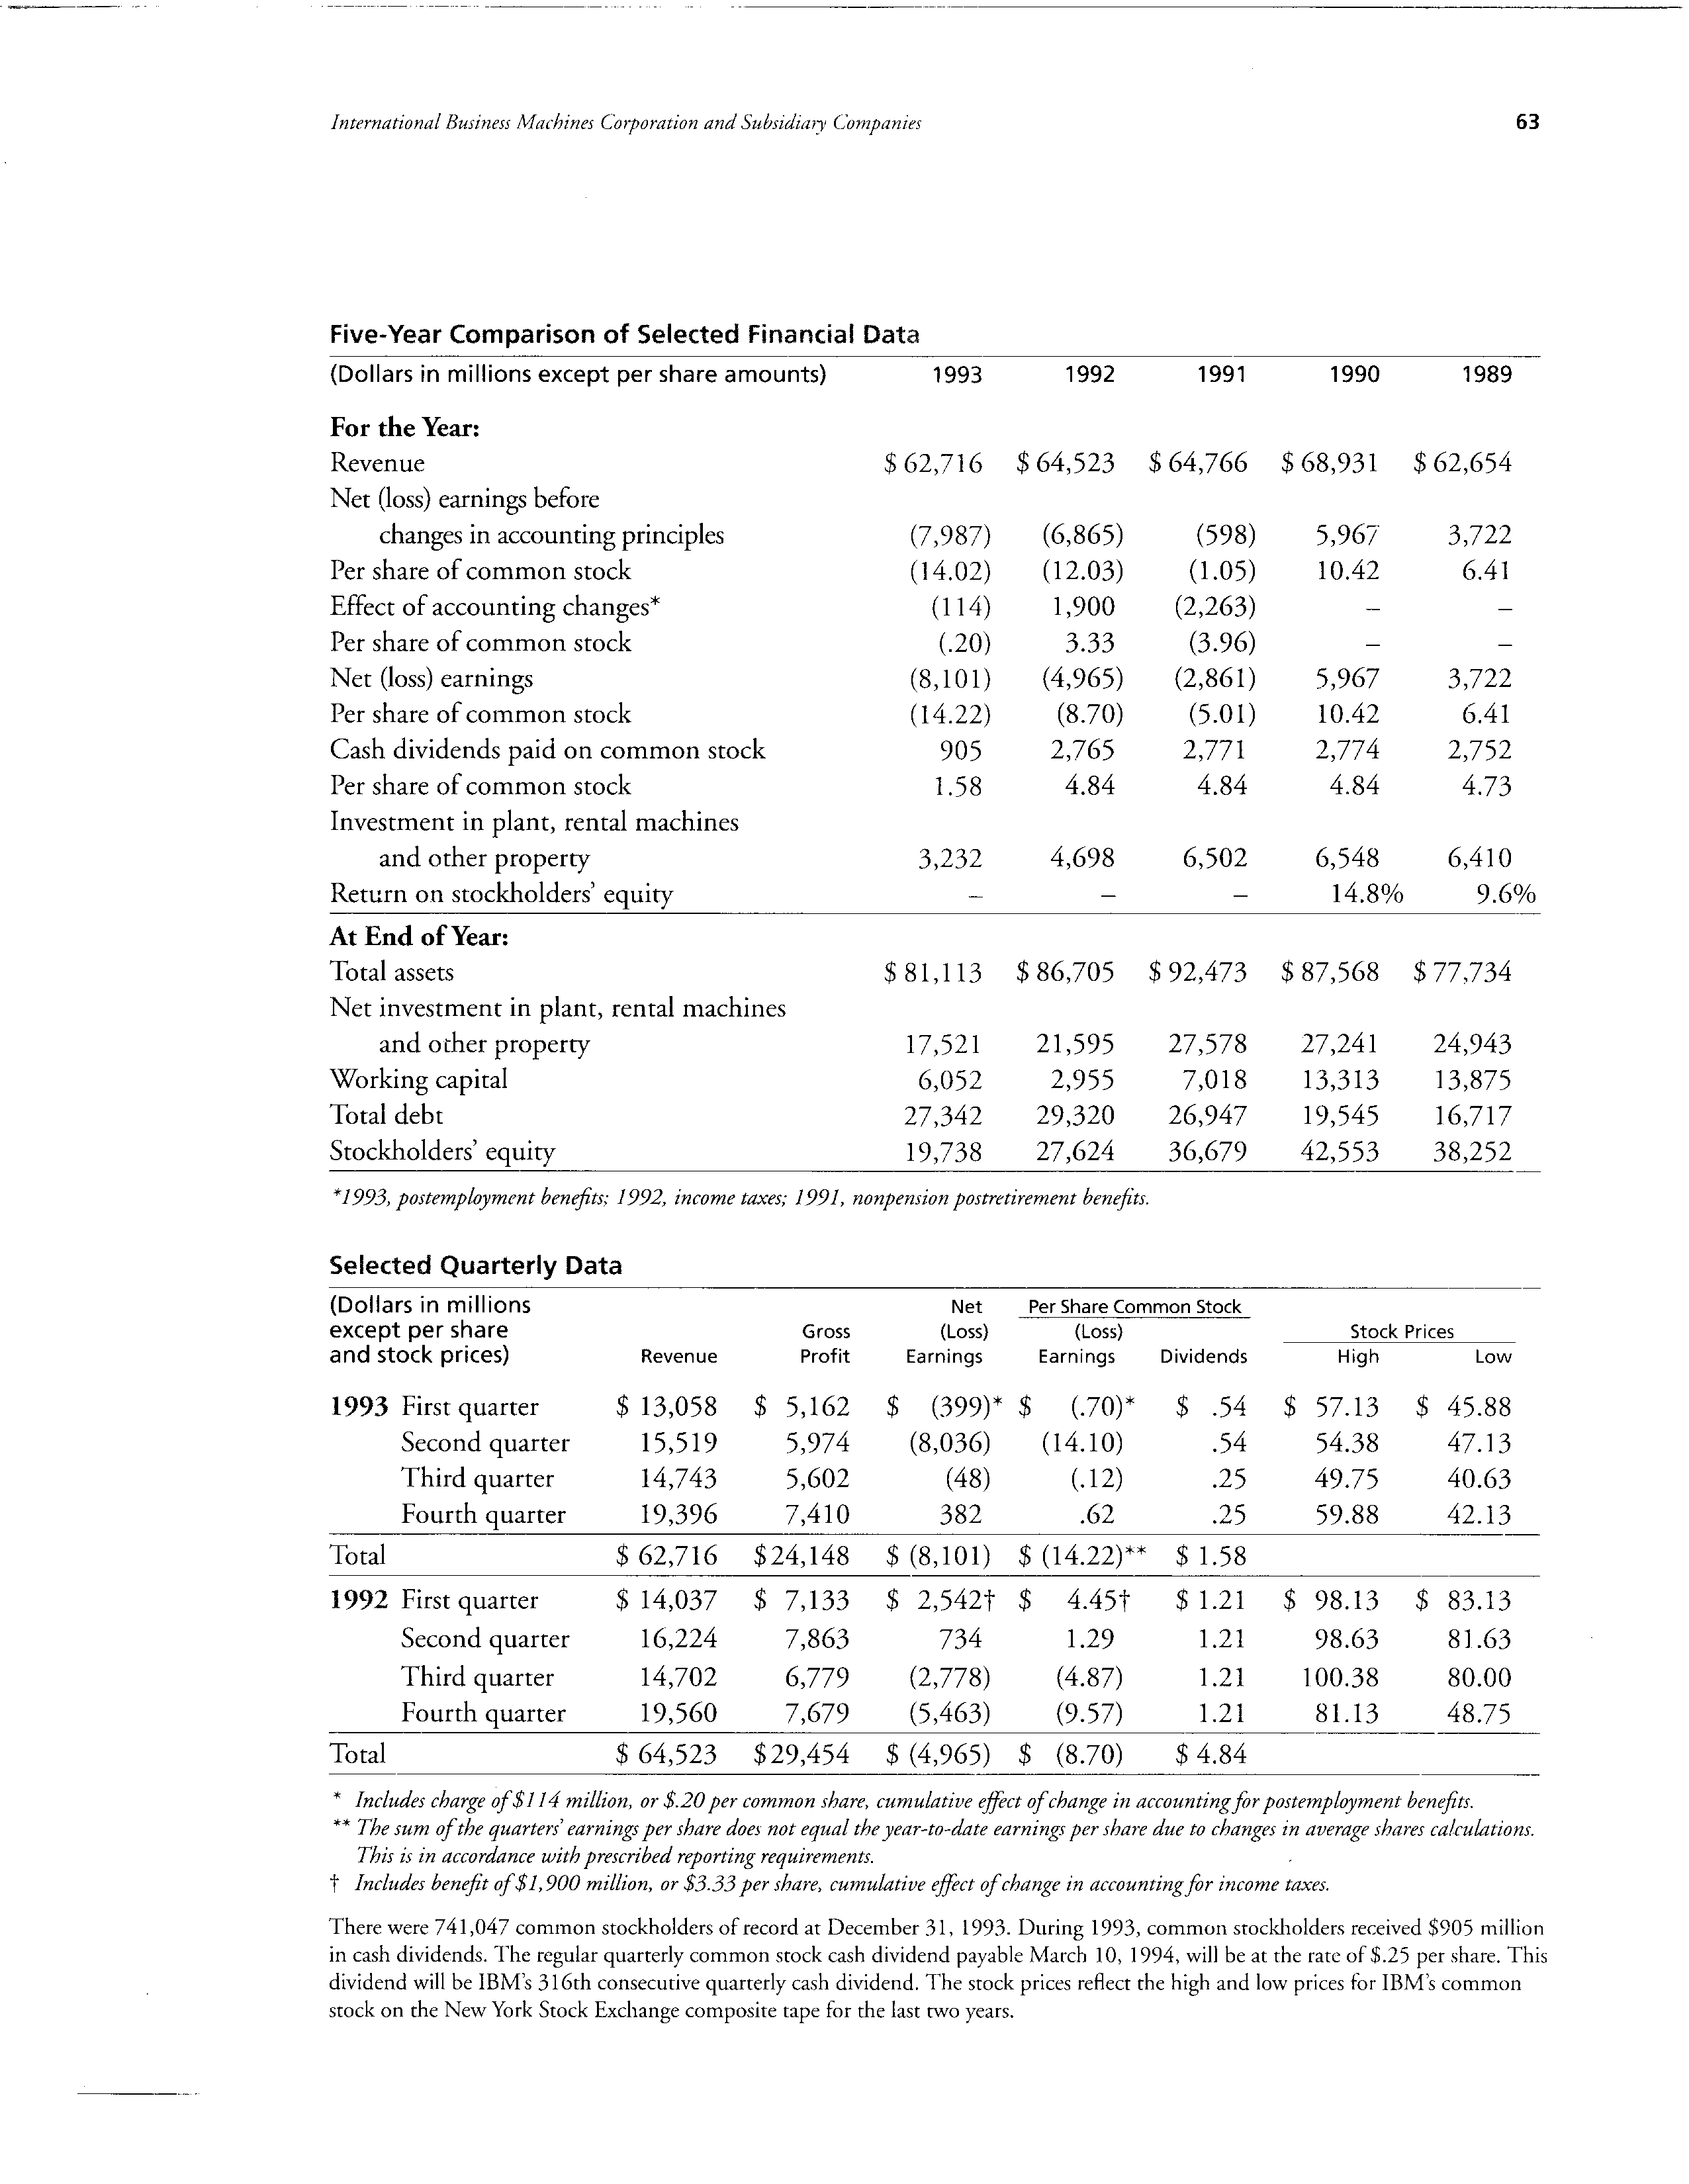 International Business Machines Corporation and Subsidiary Companies 63
Five-Year Comparison of Selected Financial Data
(Dollars in millions except per share amounts) 1993 1992 1991 1990 1989
For the Year:
Revenue $ 62,716 $ 64,523 $ 64,766 $ 68,931 $ 62,654
Net (loss) earnings before
changes in accounting principles (7,987) (6,865) (598) 5,967 3,722
Per share of common stock (14.02) (12.03) (1.05) 10.42 6.41
Effect of accounting changes* (114) 1,900 (2,263) – –
Per share of common stock (.20) 3.33 (3.96) – –
Net (loss) earnings (8,101) (4,965) (2,861) 5,967 3,722
Per share of common stock (14.22) (8.70) (5.01) 10.42 6.41
Cash dividends paid on common stock 905 2,765 2,771 2,774 2,752
Per share of common stock 1.58 4.84 4.84 4.84 4.73
Investment in plant, rental machines
and other property 3,232 4,698 6,502 6,548 6,410
Return on stockholders' equity – – – 14.8% 9.6%
At End of Year:
Total assets $ 81,113 $ 86,705 $ 92,473 $ 87,568 $ 77,734
Net investment in plant, rental machines
and other property 17,521 21,595 27,578 27,241 24,943
Working capital 6,052 2,955 7,018 13,313 13,875
Total debt 27,342 29,320 26,947 19,545 16,717
Stockholders' equity 19,738 27,624 36,679 42,553 38,252
*1993, postemployment benefits; 1992, income taxes; 1991, nonpension postretirement benefits.
Selected Quarterly Data
(Dollars in millions Net Per Share Common Stock
except per share Gross (Loss) (Loss) Stock Prices
and stock prices) Revenue Profit Earnings Earnings Dividends High Low
1993 First quarter $ 13,058 $ 5,162 $ (399)* $ (.70)* $ .54 $ 57.13 $ 45.88
Second quarter 15,519 5,974 (8,036) (14.10) .54 54.38 47.13
Third quarter 14,743 5,602 (48) (.12) .25 49.75 40.63
Fourth quarter 19,396 7,410 382 .62 .25 59.88 42.13
Total $ 62,716 $24,148 $ (8,101) $ (14.22)** $ 1.58
1992 First quarter $ 14,037 $ 7,133 $ 2,542† $ 4.45† $ 1.21 $ 98.13 $ 83.13
Second quarter 16,224 7,863 734 1.29 1.21 98.63 81.63
Third quarter 14,702 6,779 (2,778) (4.87) 1.21 100.38 80.00
Fourth quarter 19,560 7,679 (5,463) (9.57) 1.21 81.13 48.75
Total $ 64,523 $29,454 $ (4,965) $ (8.70) $ 4.84
* Includes charge of $114 million, or $.20 per common share, cumulative effect of change in accounting for postemployment benefits.
** The sum of the quarters' earnings per share does not equal the year-to-date earnings per share due to changes in average shares calculations.
This is in accordance with prescribed reporting requirements.
† Includes benefit of $1,900 million, or $3.33 per share, cumulative effect of change in accounting for income taxes.
There were 741,047 common stockholders of record at December 31, 1993. During 1993, common stockholders received $905 million
in cash dividends. The regular quarterly common stock cash dividend payable March 10, 1994, will be at the rate of $.25 per share. This
dividend will be IBM's 316th consecutive quarterly cash dividend. The stock prices reflect the high and low prices for IBM's common
stock on the New York Stock Exchange composite tape for the last two years.